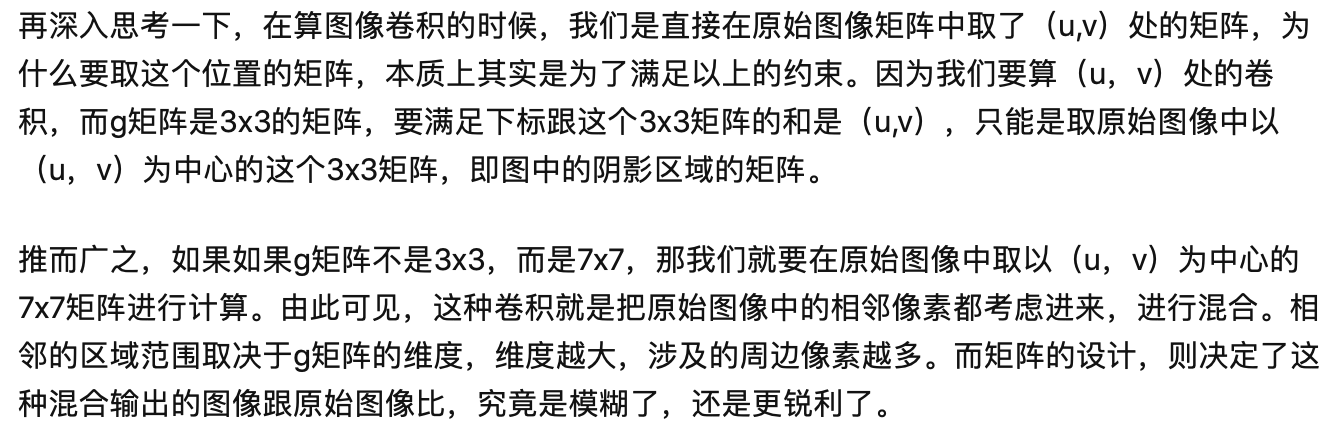 再深入思考一下，在算图像卷积的时候，我们是直接在原始图像矩阵中取了（u,v）处的矩阵，为
什么要取这个位置的矩阵，本质上其实是为了满足以上的约束。因为我们要算（u，v）处的卷
积，而g矩阵是3x3的矩阵，要满足下标跟这个3x3矩阵的和是（u,v），只能是取原始图像中以
（u，v）为中心的这个3x3矩阵，即图中的阴影区域的矩阵。
推而广之，如果如果g矩阵不是3x3，而是7x7，那我们就要在原始图像中取以（u，v）为中心的
7x7矩阵进行计算。由此可见，这种卷积就是把原始图像中的相邻像素都考虑进来，进行混合。相
邻的区域范围取决于g矩阵的维度，维度越大，涉及的周边像素越多。而矩阵的设计，则决定了这
种混合输出的图像跟原始图像比，究竟是模糊了，还是更锐利了。